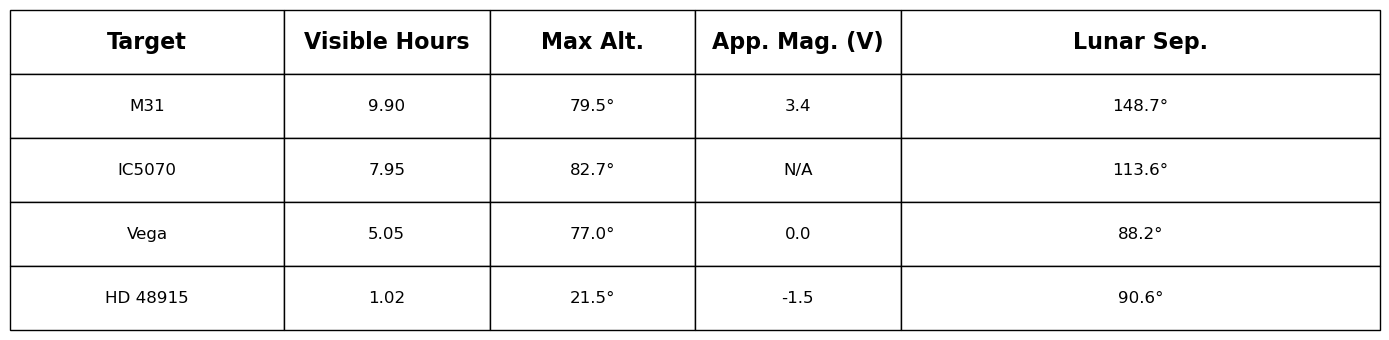 Target Visible Hours Max Alt. App. Mag. (V) Lunar Sep.
M31 9.90 79.5° 3.4 148.7°
IC5070 7.95 82.7° N/A 113.6°
Vega 5.05 77.0° 0.0 88.2°
HD 48915 1.02 21.5° -1.5 90.6°